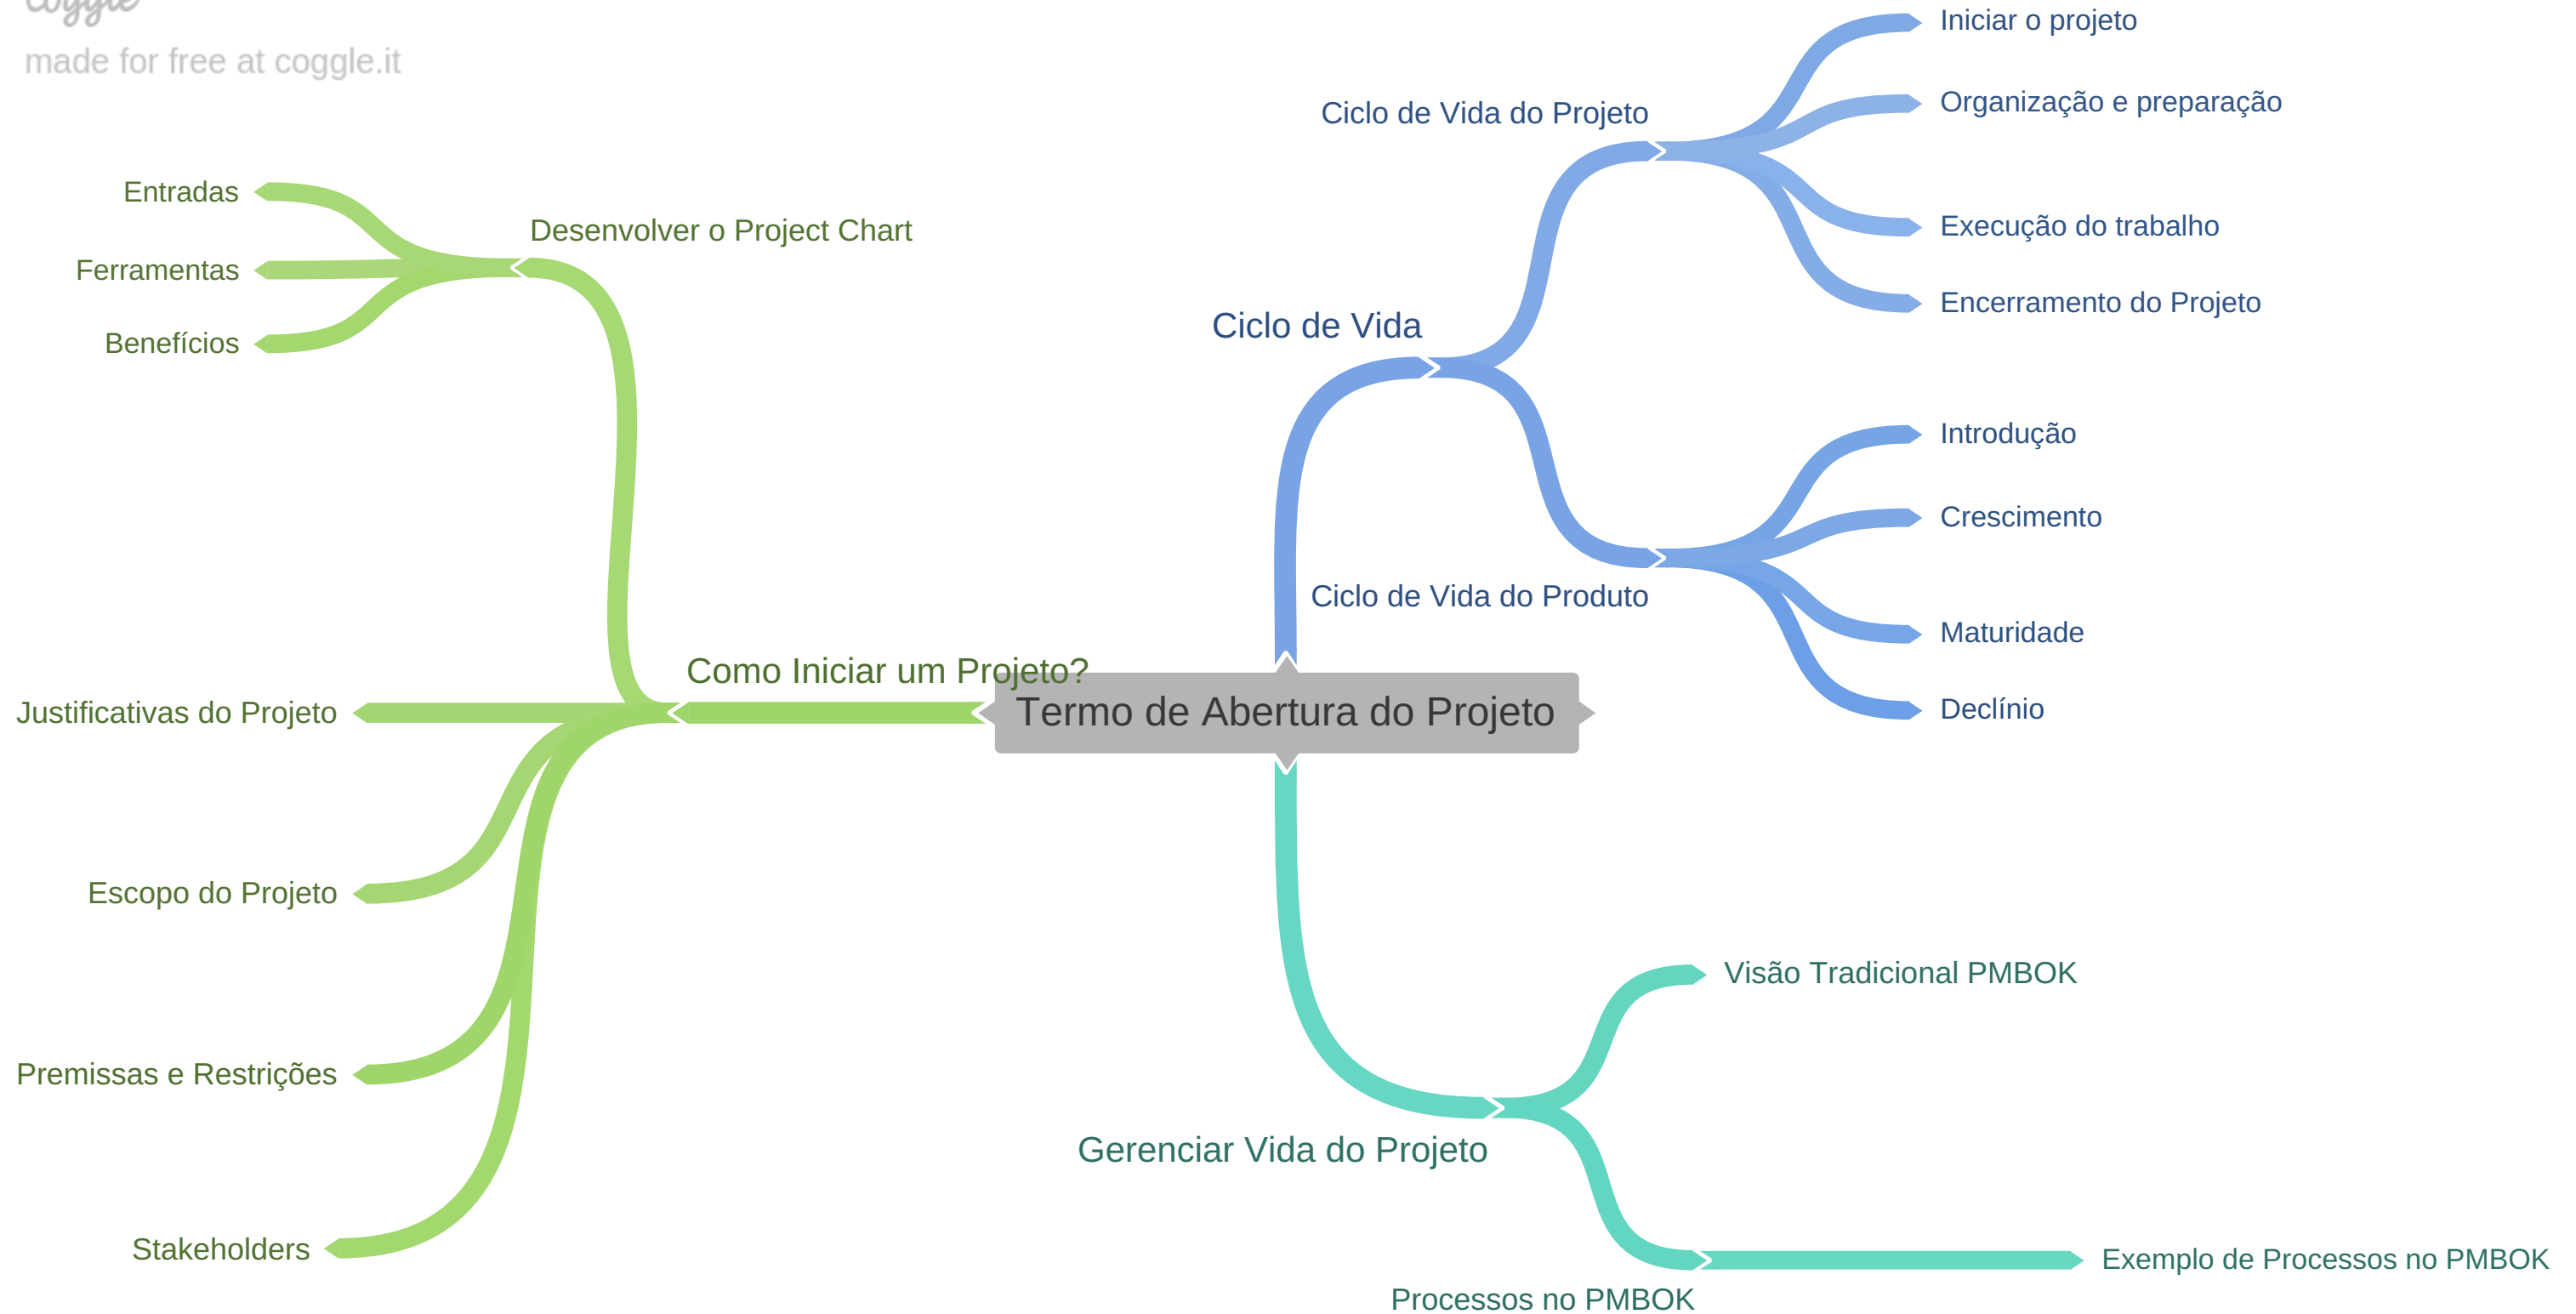 coggle
made for free at coggle.it
Termo de Abertura do Projeto
Ciclo de Vida
Ciclo de Vida do Projeto
Iniciar o projeto
Organização e preparação
Execução do trabalho
Encerramento do Projeto
Ciclo de Vida do Produto
Introdução
Crescimento
Maturidade
Declínio
Gerenciar Vida do Projeto
Visão Tradicional PMBOK
Processos no PMBOK
Exemplo de Processos no PMBOK
Como Iniciar um Projeto?
Desenvolver o Project Chart
Entradas
Ferramentas
Benefícios
Justificativas do Projeto
Escopo do Projeto
Premissas e Restrições
Stakeholders